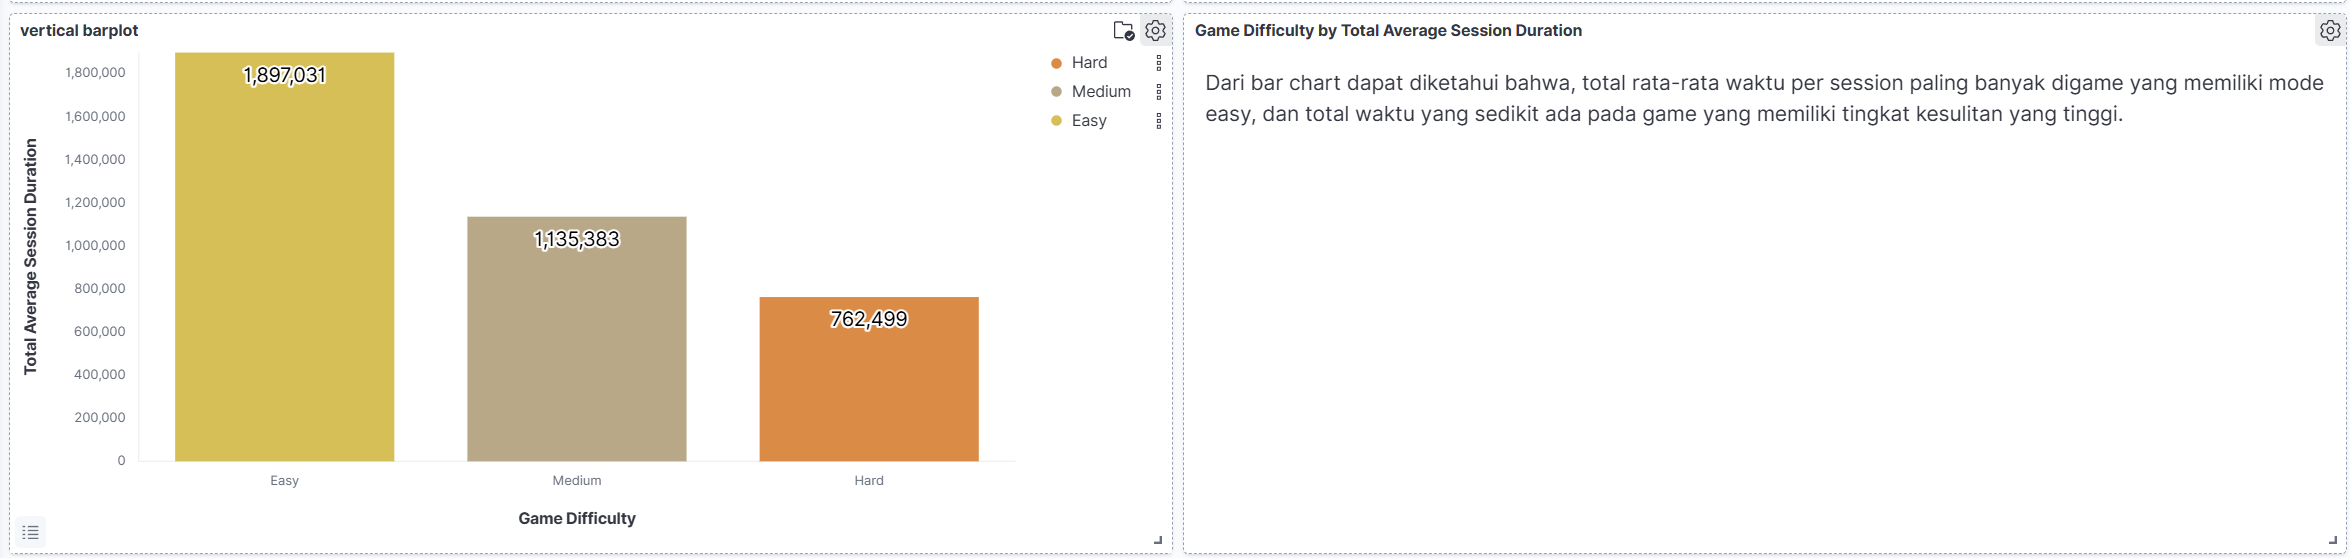 vertical barplot
1,800,000
1,600,000
1,400,000
1,200,000
1,000,000
800,000
600,000
400,000
200,000
0
Total Average Session Duration
1,897,031
1,135,383
762,499
Easy
Medium
Hard
Game Difficulty
Hard
Medium
Easy
Game Difficulty by Total Average Session Duration
Dari bar chart dapat diketahui bahwa, total rata-rata waktu per session paling banyak digame yang memiliki mode
easy, dan total waktu yang sedikit ada pada game yang memiliki tingkat kesulitan yang tinggi.